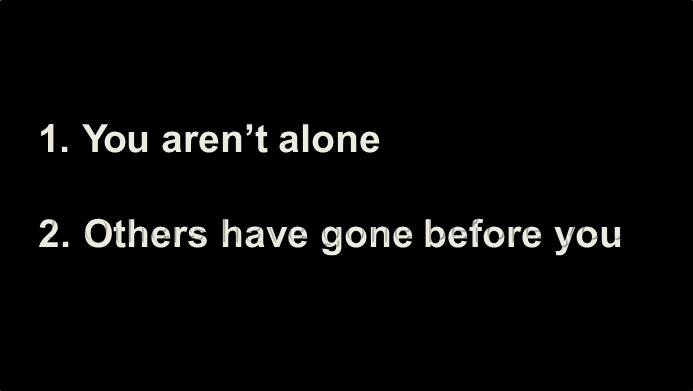 1. You aren’t alone
2. Others have gone before you